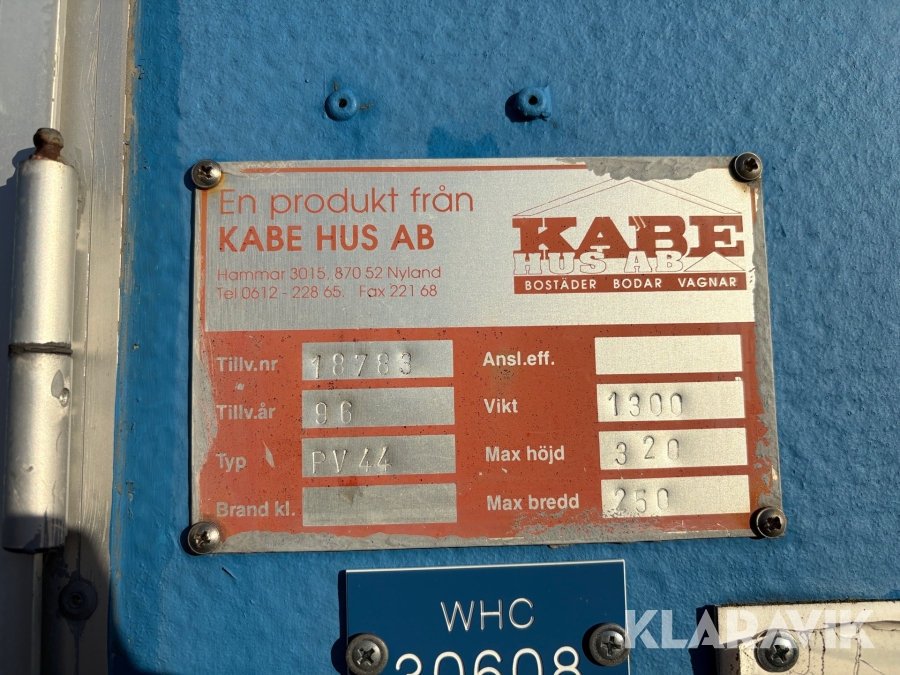 En produkt från
KABE HUS AB
Hammar 3015, 870 52 Nyland
Tel 0612 - 228 65. Fax 221 68
KABE
HUS AB
BOSTÄDER BODAR VAGNAR
Tillv.nr 18783
Tillv.år 96
Typ PV44
Brand kl.
Ansl.eff.
Vikt 1300
Max höjd 320
Max bredd 250
WHC
30608
KLARAVIK